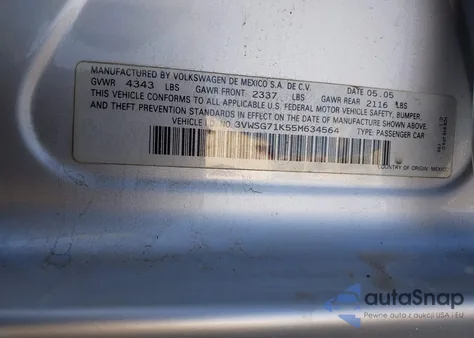 MANUFACTURED BY VOLKSWAGEN DE MEXICO S.A. DE C.V. DATE 05.05
GVWR 4343 LBS GAWR FRONT 2337 LBS GAWR REAR 2116 LBS
THIS VEHICLE CONFORMS TO ALL APPLICABLE U.S. FEDERAL MOTOR VEHICLE SAFETY, BUMPER
AND THEFT PREVENTION STANDARDS IN EFFECT ON THE DATE OF MANUFACTURE SHOWN ABOVE.
VEHICLE I.D NO. 3VWSG71K55M634564 TYPE: PASSENGER CAR
COUNTRY OF ORIGIN: MEXICO
autoSnap
Pewne auto z okazji USA i EU